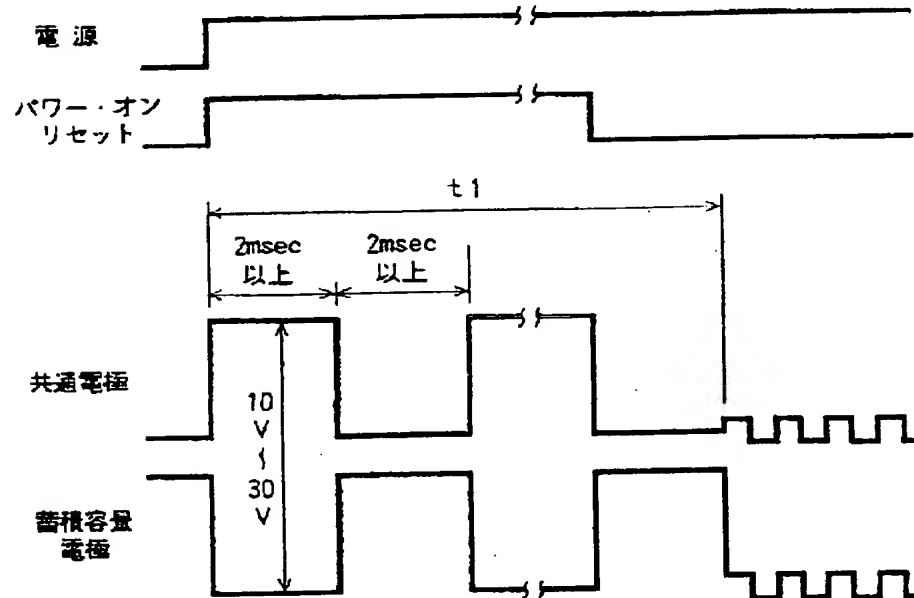 電源
パワー・オン
リセット
t1
2msec
以上
2msec
以上
共通電極
10
V
〜
30
V
蓄積容量
電極